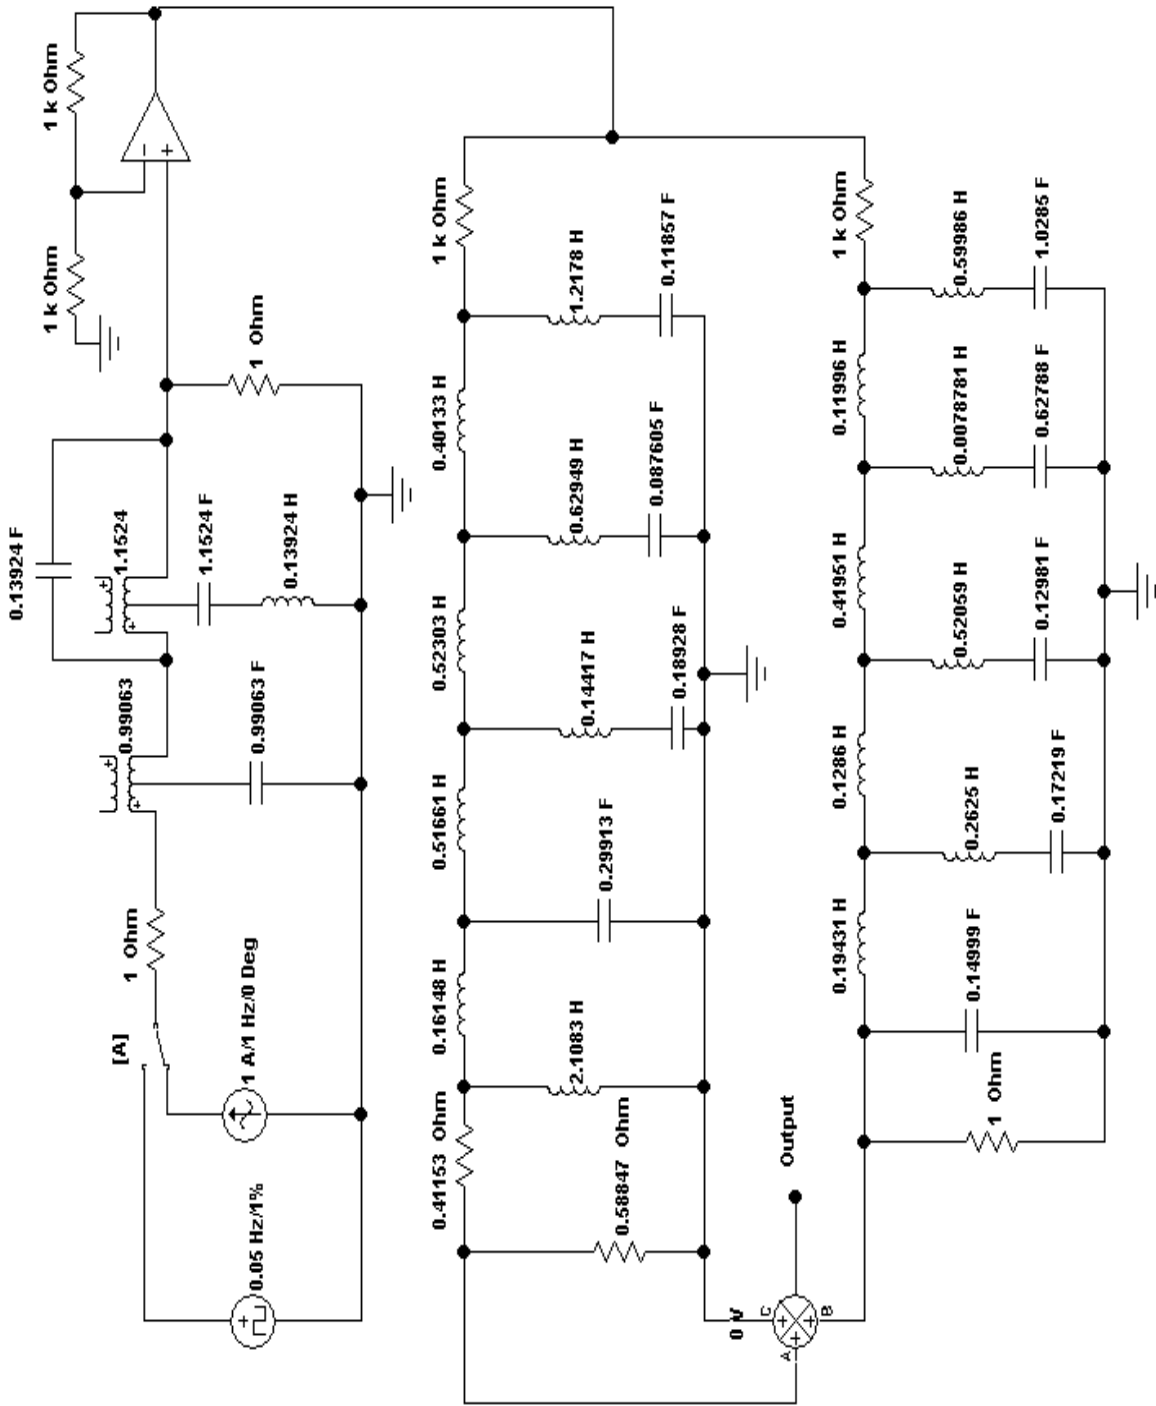 0.05 Hz/1%
1 A/1 Hz/0 Deg
[A]
1 Ohm
0.99063
0.99063 F
0.13924 F
1.1524
1.1524 F
0.13924 H
1 Ohm
1 k Ohm
1 k Ohm
−
+
0.41153 Ohm
0.58847 Ohm
0.16148 H
2.1083 H
0.51661 H
0.29913 F
0.52303 H
0.14417 H
0.18928 F
0.40133 H
0.62949 H
0.087605 F
1 k Ohm
1.2178 H
0.11857 F
0 V
A
B
C
Output
1 Ohm
0.14999 F
0.19431 H
0.2625 H
0.17219 F
0.1286 H
0.52059 H
0.12981 F
0.41951 H
0.0078781 H
0.62788 F
0.11996 H
0.59986 H
1.0285 F
1 k Ohm